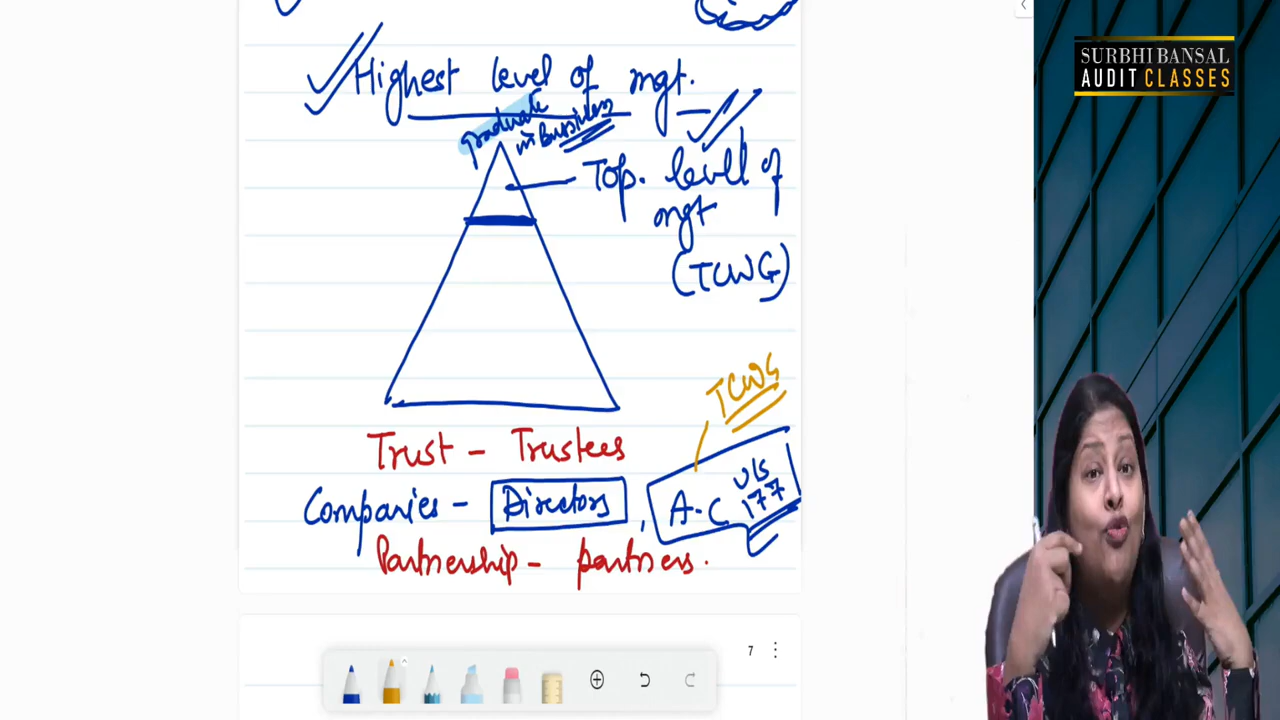 SURBHI BANSAL
AUDIT CLASSES
Highest level of mgt.
graduate
in Bussiness
Top. level of
mgt
(TCWG)
TCWG
Trust - Trustees
Companies - Directors, A.C U/S 177
Partnership - partners.
7